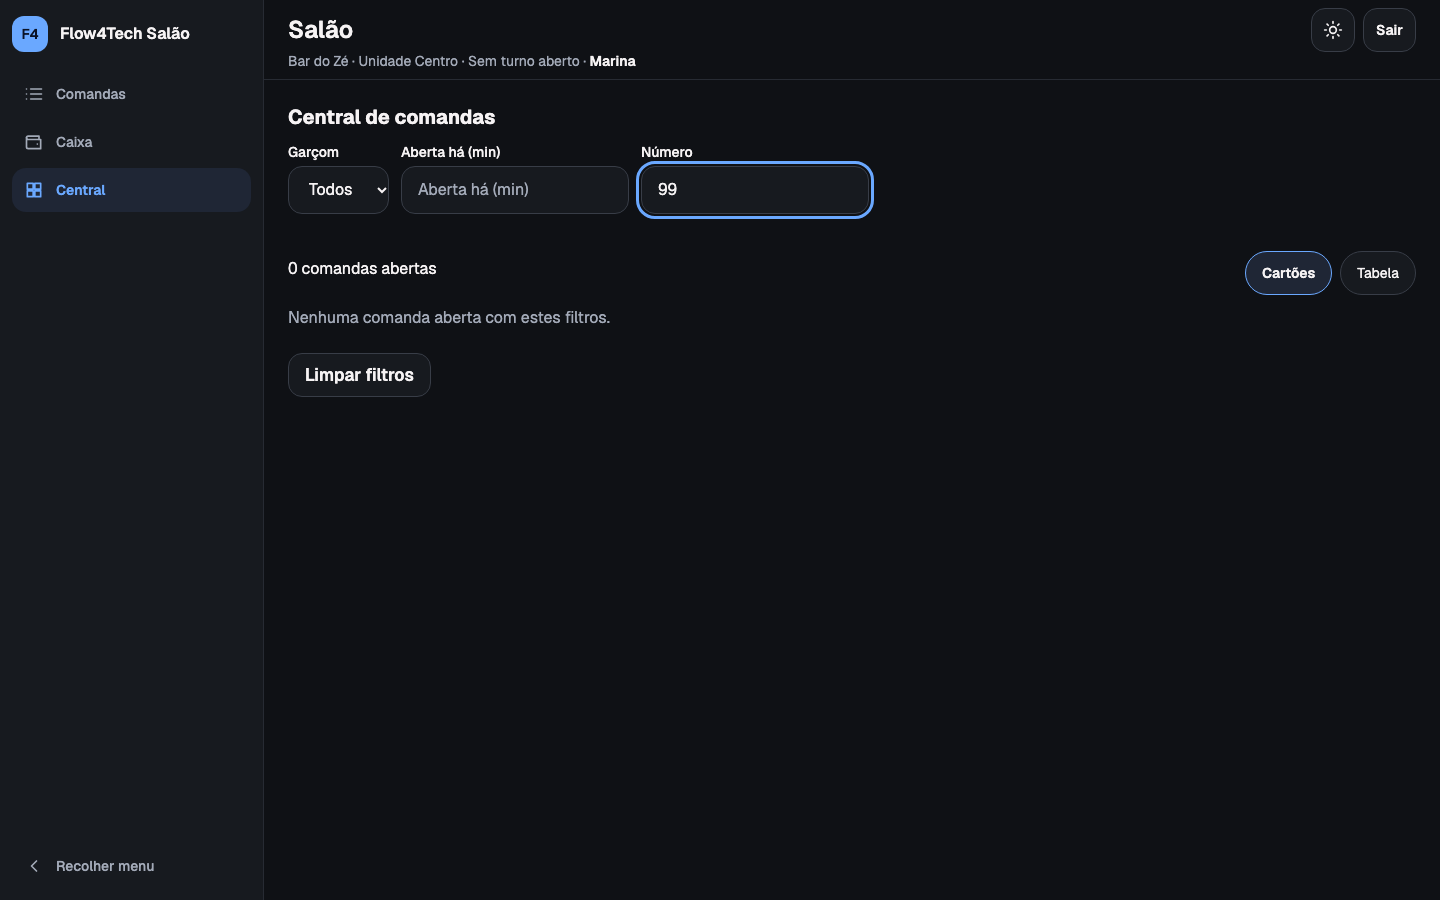 F4 Flow4Tech Salão
Comandas
Caixa
Central
Recolher menu
Salão
Bar do Zé · Unidade Centro · Sem turno aberto · Marina
Sair
Central de comandas
Garçom Aberta há (min) Número
Todos Aberta há (min) 99
0 comandas abertas
Cartões Tabela
Nenhuma comanda aberta com estes filtros.
Limpar filtros